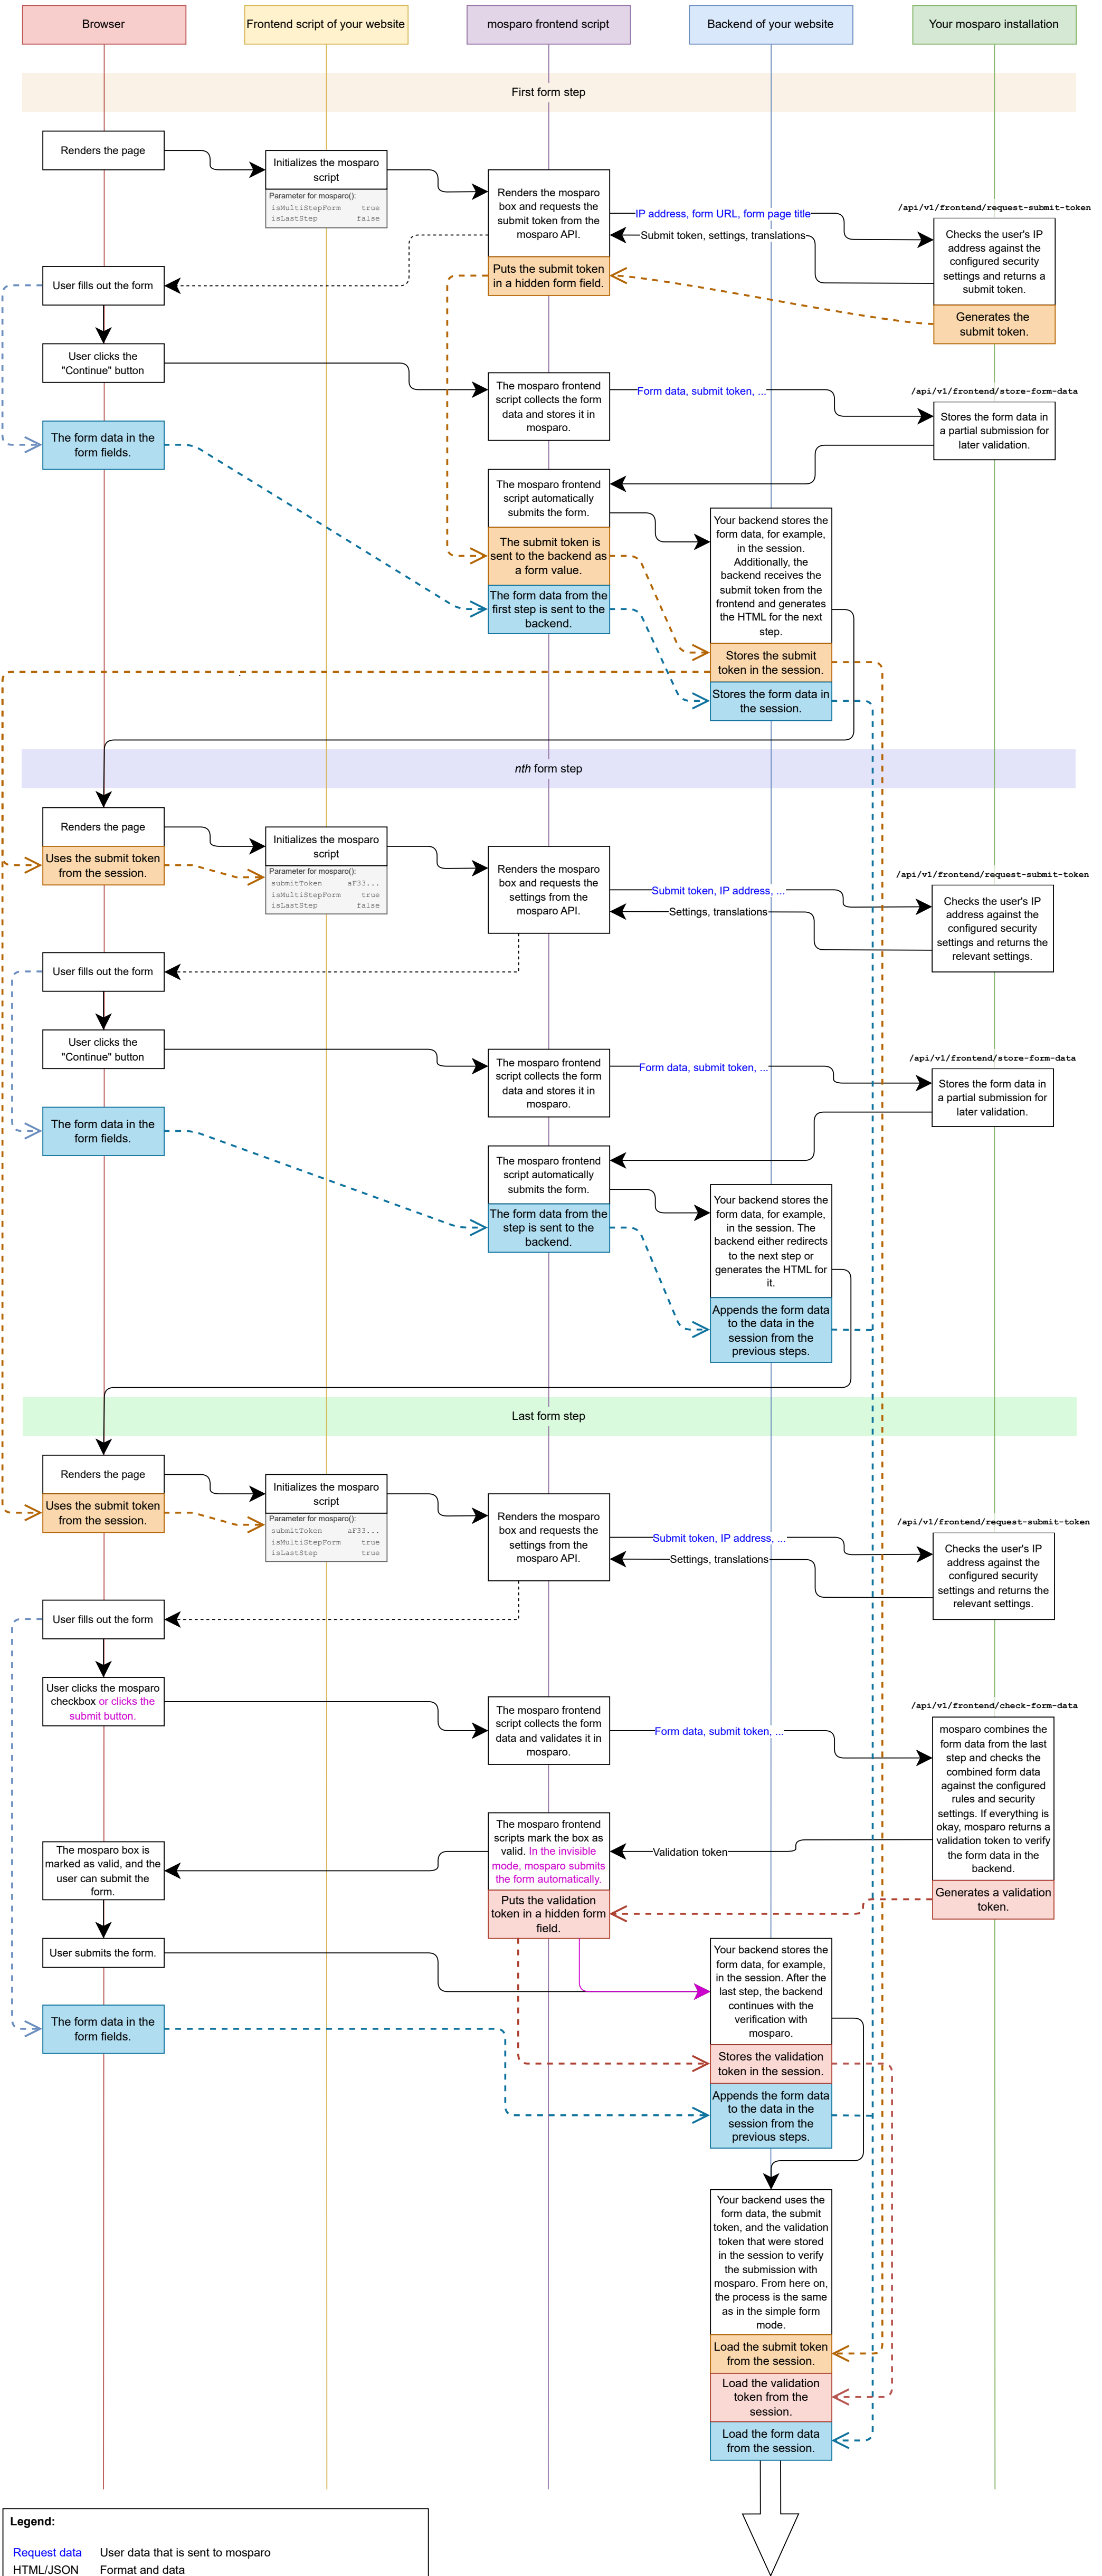 Browser
Frontend script of your website
mosparo frontend script
Backend of your website
Your mosparo installation
First form step
Renders the page
Initializes the mosparo
script
Parameter for mosparo():
isMultiStepForm true
isLastStep false
Renders the mosparo
box and requests the
submit token from the
mosparo API.
Puts the submit token
in a hidden form field.
IP address, form URL, form page title
Submit token, settings, translations
/api/v1/frontend/request-submit-token
Checks the user's IP
address against the
configured security
settings and returns a
submit token.
Generates the
submit token.
User fills out the form
User clicks the
"Continue" button
The mosparo frontend
script collects the form
data and stores it in
mosparo.
Form data, submit token, ...
/api/v1/frontend/store-form-data
Stores the form data in
a partial submission for
later validation.
The form data in the
form fields.
The mosparo frontend
script automatically
submits the form.
The submit token is
sent to the backend as
a form value.
The form data from the
first step is sent to the
backend.
Your backend stores the
form data, for example,
in the session.
Additionally, the
backend receives the
submit token from the
frontend and generates
the HTML for the next
step.
Stores the submit
token in the session.
Stores the form data in
the session.
nth form step
Renders the page
Uses the submit token
from the session.
Initializes the mosparo
script
Parameter for mosparo():
submitToken aF33...
isMultiStepForm true
isLastStep false
Renders the mosparo
box and requests the
settings from the
mosparo API.
Submit token, IP address, ...
Settings, translations
/api/v1/frontend/request-submit-token
Checks the user's IP
address against the
configured security
settings and returns the
relevant settings.
User fills out the form
User clicks the
"Continue" button
The mosparo frontend
script collects the form
data and stores it in
mosparo.
Form data, submit token, ...
/api/v1/frontend/store-form-data
Stores the form data in
a partial submission for
later validation.
The form data in the
form fields.
The mosparo frontend
script automatically
submits the form.
The form data from the
step is sent to the
backend.
Your backend stores the
form data, for example,
in the session. The
backend either redirects
to the next step or
generates the HTML for
it.
Appends the form data
to the data in the
session from the
previous steps.
Last form step
Renders the page
Uses the submit token
from the session.
Initializes the mosparo
script
Parameter for mosparo():
submitToken aF33...
isMultiStepForm true
isLastStep true
Renders the mosparo
box and requests the
settings from the
mosparo API.
Submit token, IP address, ...
Settings, translations
/api/v1/frontend/request-submit-token
Checks the user's IP
address against the
configured security
settings and returns the
relevant settings.
User fills out the form
User clicks the mosparo
checkbox or clicks the
submit button.
The mosparo frontend
script collects the form
data and validates it in
mosparo.
Form data, submit token, ...
/api/v1/frontend/check-form-data
mosparo combines the
form data from the last
step and checks the
combined form data
against the configured
rules and security
settings. If everything is
okay, mosparo returns a
validation token to verify
the form data in the
backend.
Generates a validation
token.
Validation token
The mosparo frontend
scripts mark the box as
valid. In the invisible
mode, mosparo submits
the form automatically.
Puts the validation
token in a hidden form
field.
The mosparo box is
marked as valid, and the
user can submit the
form.
User submits the form.
The form data in the
form fields.
Your backend stores the
form data, for example,
in the session. After the
last step, the backend
continues with the
verification with
mosparo.
Stores the validation
token in the session.
Appends the form data
to the data in the
session from the
previous steps.
Your backend uses the
form data, the submit
token, and the validation
token that were stored
in the session to verify
the submission with
mosparo. From here on,
the process is the same
as in the simple form
mode.
Load the submit token
from the session.
Load the validation
token from the
session.
Load the form data
from the session.
Legend:
Request data User data that is sent to mosparo
HTML/JSON Format and data